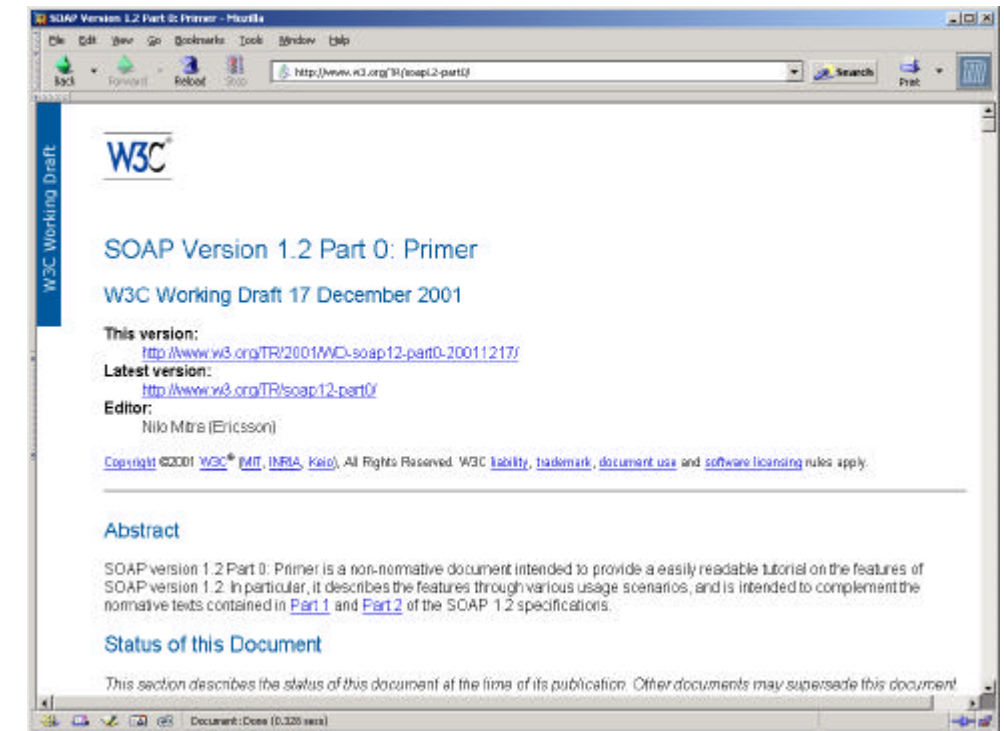 SOAP Version 1.2 Part 0: Primer - Mozilla
File Edit View Go Bookmarks Tools Window Help
Back Forward Reload Stop http://www.w3.org/TR/soap12-part0/ Search Print
W3C Working Draft
W3C®
SOAP Version 1.2 Part 0: Primer
W3C Working Draft 17 December 2001
This version:
http://www.w3.org/TR/2001/WD-soap12-part0-20011217/
Latest version:
http://www.w3.org/TR/soap12-part0/
Editor:
Nilo Mitra (Ericsson)
Copyright ©2001 W3C® (MIT, INRIA, Keio), All Rights Reserved. W3C liability, trademark, document use and software licensing rules apply.
Abstract
SOAP version 1.2 Part 0: Primer is a non-normative document intended to provide a easily readable tutorial on the features of
SOAP version 1.2. In particular, it describes the features through various usage scenarios, and is intended to complement the
normative texts contained in Part 1 and Part 2 of the SOAP 1.2 specifications.
Status of this Document
This section describes the status of this document at the time of its publication. Other documents may supersede this document.
Document: Done (0.328 secs)